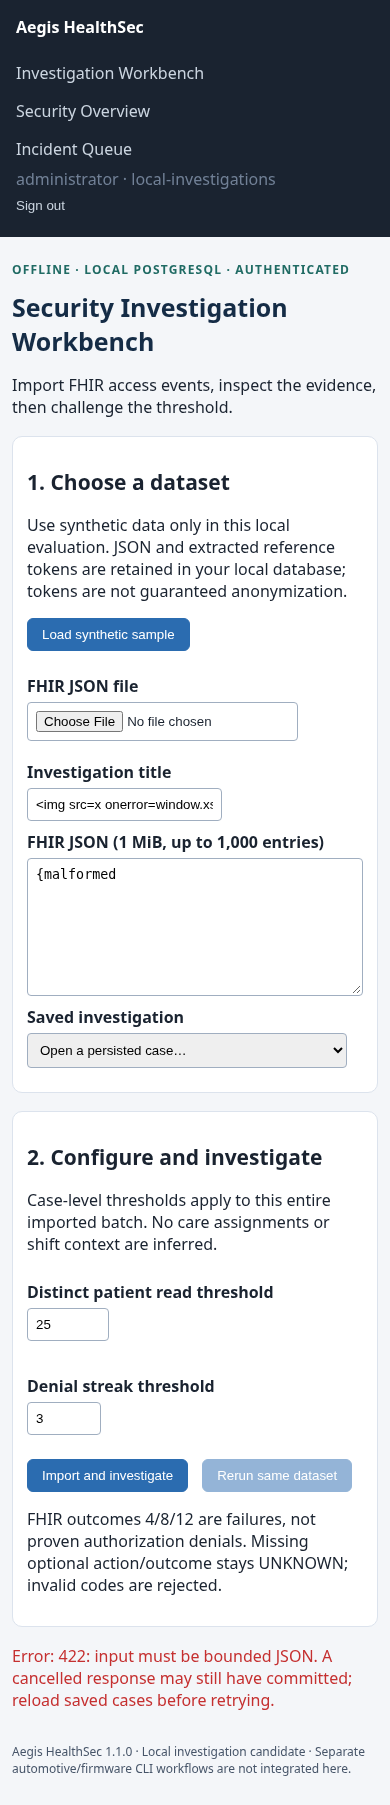 Aegis HealthSec
Investigation Workbench
Security Overview
Incident Queue
administrator · local-investigations
Sign out
OFFLINE · LOCAL POSTGRESQL · AUTHENTICATED
Security Investigation
Workbench
Import FHIR access events, inspect the evidence,
then challenge the threshold.
1. Choose a dataset
Use synthetic data only in this local
evaluation. JSON and extracted reference
tokens are retained in your local database;
tokens are not guaranteed anonymization.
Load synthetic sample
FHIR JSON file
Choose File No file chosen
Investigation title
<img src=x onerror=window.xs
FHIR JSON (1 MiB, up to 1,000 entries)
{malformed
Saved investigation
Open a persisted case…
2. Configure and investigate
Case-level thresholds apply to this entire
imported batch. No care assignments or
shift context are inferred.
Distinct patient read threshold
25
Denial streak threshold
3
Import and investigate Rerun same dataset
FHIR outcomes 4/8/12 are failures, not
proven authorization denials. Missing
optional action/outcome stays UNKNOWN;
invalid codes are rejected.
Error: 422: input must be bounded JSON. A
cancelled response may still have committed;
reload saved cases before retrying.
Aegis HealthSec 1.1.0 · Local investigation candidate · Separate
automotive/firmware CLI workflows are not integrated here.